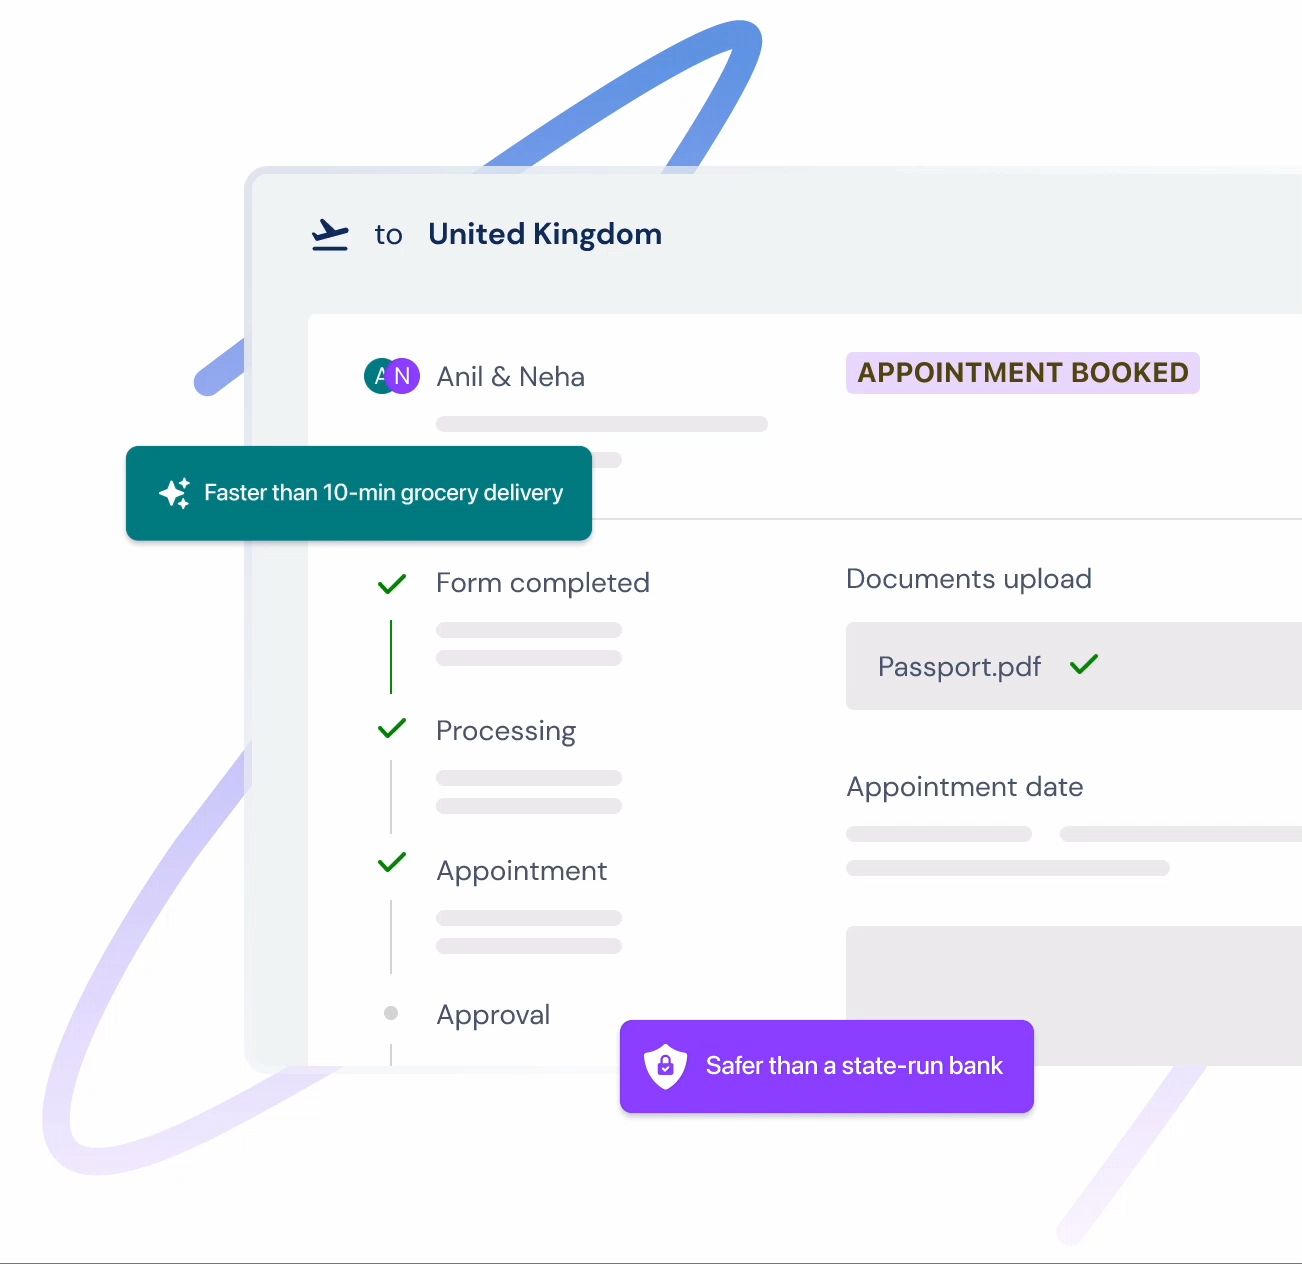 to United Kingdom
A N Anil & Neha
APPOINTMENT BOOKED
Faster than 10-min grocery delivery
Form completed
Documents upload
Passport.pdf
Processing
Appointment date
Appointment
Approval
Safer than a state-run bank